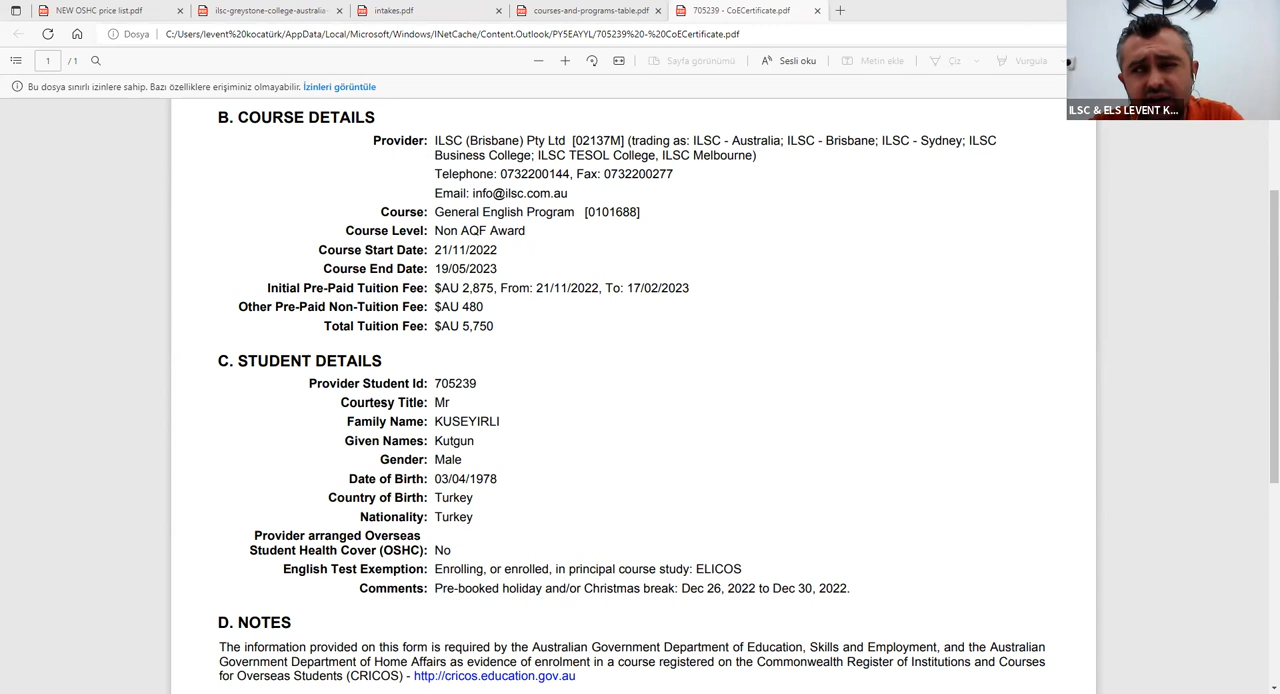 NEW OSHC price list.pdf
ilsc-greystone-college-australia-
intakes.pdf
courses-and-programs-table.pdf
705239 - CoECertificate.pdf
Dosya
C:/Users/levent%20kocatürk/AppData/Local/Microsoft/Windows/INetCache/Content.Outlook/PY5EAYYL/705239%20-%20CoECertificate.pdf
1 / 1
Sayfa görünümü
Sesli oku
Metin ekle
Çiz
Vurgula
Bu dosya sınırlı izinlere sahip. Bazı özelliklere erişiminiz olmayabilir. İzinleri görüntüle
ILSC & ELS LEVENT K...
B. COURSE DETAILS
Provider: ILSC (Brisbane) Pty Ltd [02137M] (trading as: ILSC - Australia; ILSC - Brisbane; ILSC - Sydney; ILSC
Business College; ILSC TESOL College, ILSC Melbourne)
Telephone: 0732200144, Fax: 0732200277
Email: info@ilsc.com.au
Course: General English Program [0101688]
Course Level: Non AQF Award
Course Start Date: 21/11/2022
Course End Date: 19/05/2023
Initial Pre-Paid Tuition Fee: $AU 2,875, From: 21/11/2022, To: 17/02/2023
Other Pre-Paid Non-Tuition Fee: $AU 480
Total Tuition Fee: $AU 5,750
C. STUDENT DETAILS
Provider Student Id: 705239
Courtesy Title: Mr
Family Name: KUSEYIRLI
Given Names: Kutgun
Gender: Male
Date of Birth: 03/04/1978
Country of Birth: Turkey
Nationality: Turkey
Provider arranged Overseas
Student Health Cover (OSHC): No
English Test Exemption: Enrolling, or enrolled, in principal course study: ELICOS
Comments: Pre-booked holiday and/or Christmas break: Dec 26, 2022 to Dec 30, 2022.
D. NOTES
The information provided on this form is required by the Australian Government Department of Education, Skills and Employment, and the Australian
Government Department of Home Affairs as evidence of enrolment in a course registered on the Commonwealth Register of Institutions and Courses
for Overseas Students (CRICOS) - http://cricos.education.gov.au